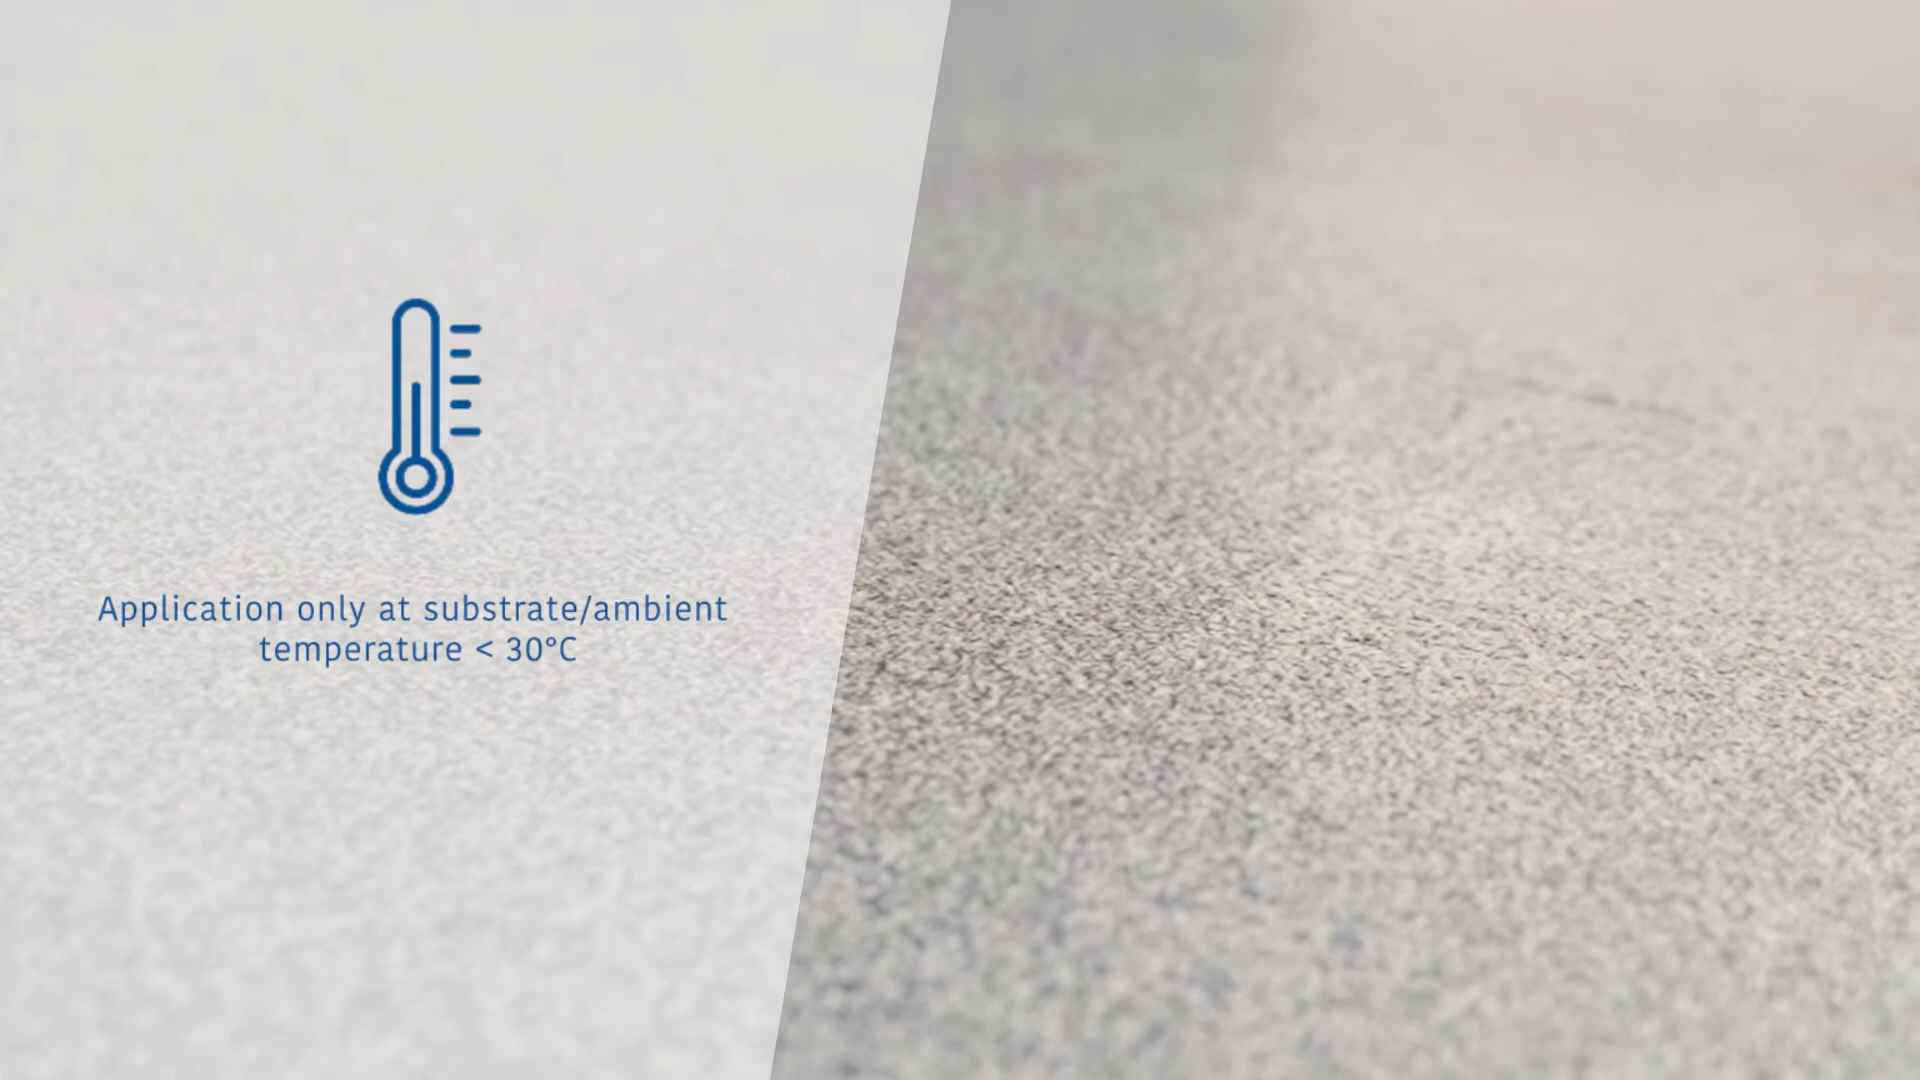 Application only at substrate/ambient
temperature < 30°C